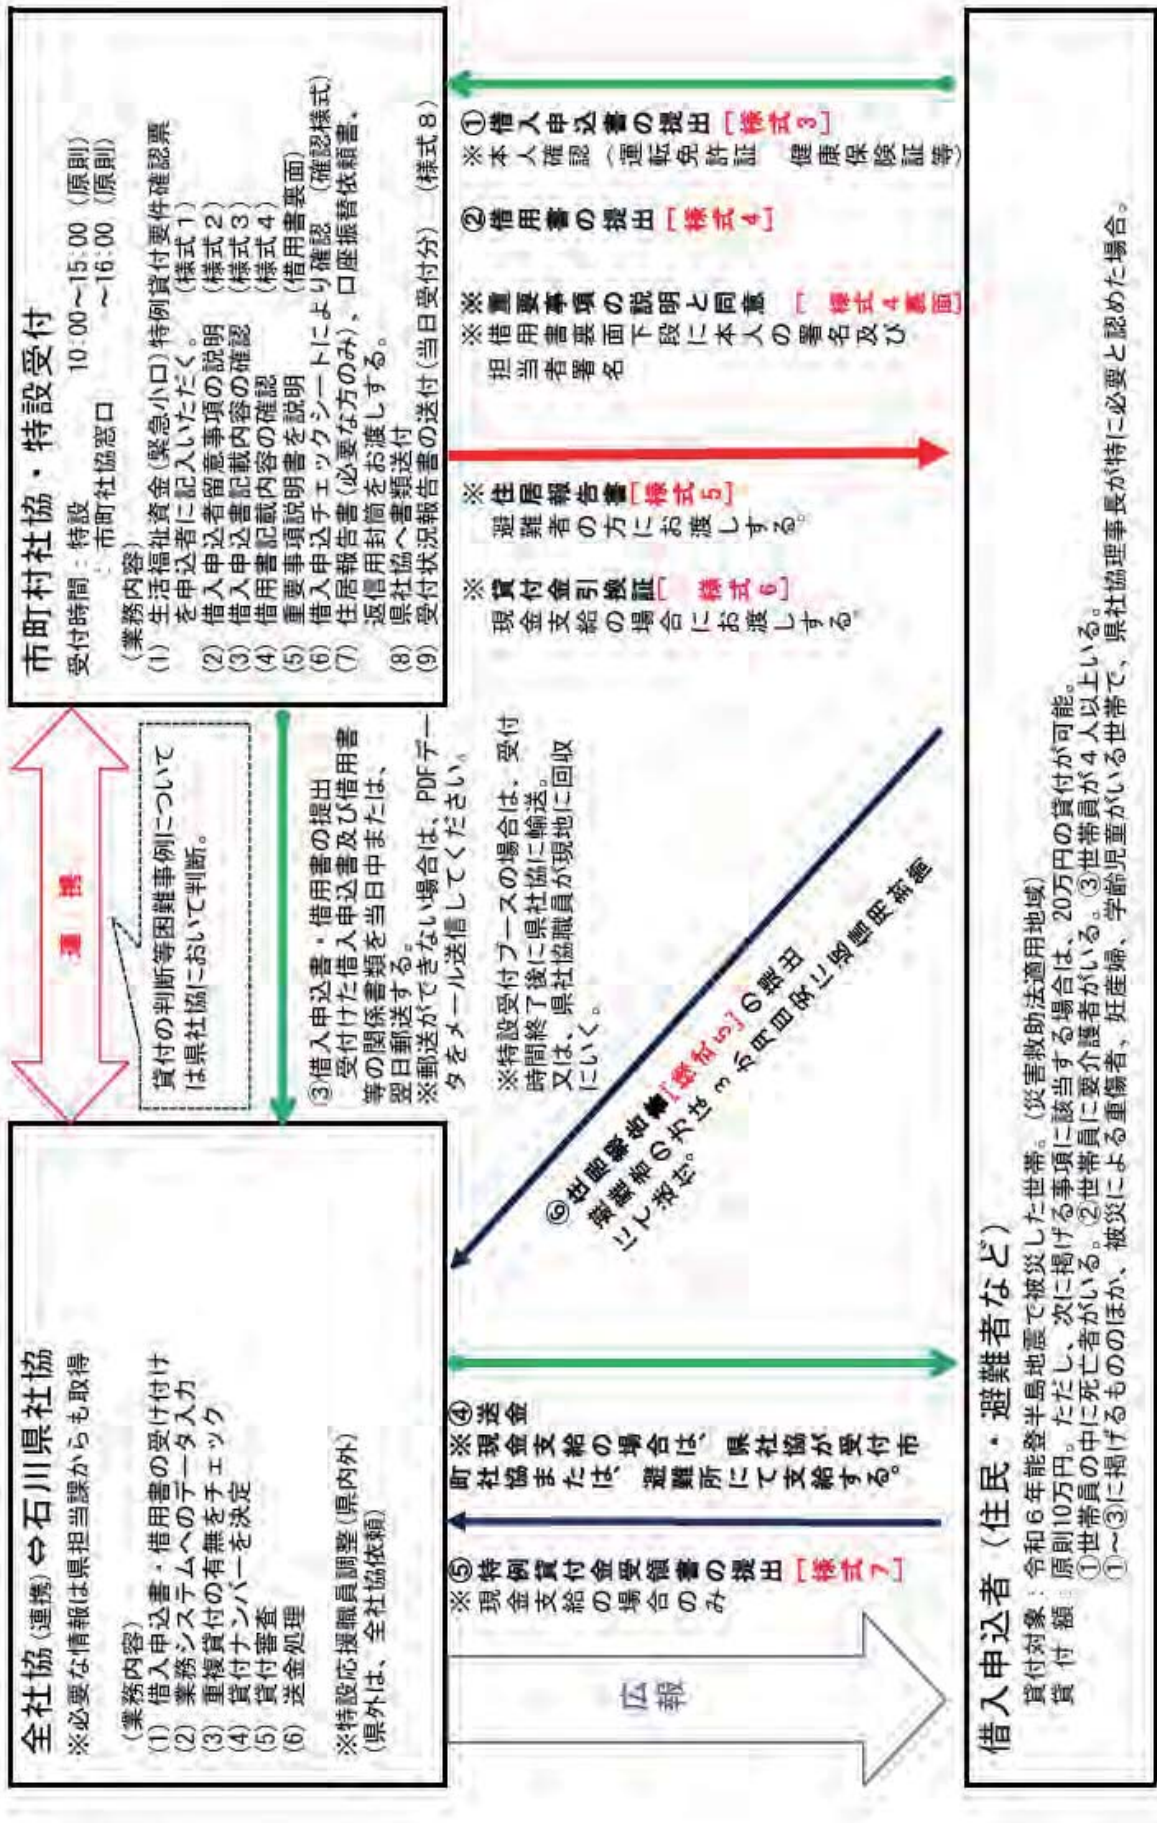 全社協(連携)⇔石川県社協
※必要な情報は県担当課からも取得
(業務内容)
(1) 借入申込書・借用書の受け付け
(2) 業務システムへのデータ入力
(3) 重複貸付の有無をチェック
(4) 貸付ナンバーを決定
(5) 貸付審査
(6) 送金処理
※特設応援職員調整(県内外)
(県外は、全社協依頼)
連 携
貸付の判断等困難事例について
は県社協において判断。
市町村社協・特設受付
受付時間：特設 10:00～15:00 (原則)
：市町社協窓口 ～16:00 (原則)
(業務内容)
(1) 生活福祉資金(緊急小口)特例貸付要件確認票
を申込者に記入いただく。 (様式1)
(2) 借入申込者留意事項の説明 (様式2)
(3) 借入申込書記載内容の確認 (様式3)
(4) 借用書記載内容の確認 (様式4)
(5) 重要事項説明書を説明 (借用書裏面)
(6) 借入申込チェックシートにより確認 (確認様式)
(7) 住居報告書(必要な方のみ)、口座振替依頼書、
返信用封筒をお渡しする。
(8) 県社協へ書類送付
(9) 受付状況報告書の送付(当日受付分) (様式8)
③借入申込書・借用書の提出
受付けた借入申込書及び借用書
等の関係書類を当日中または、
翌日郵送する。
※郵送ができない場合は、PDFデー
タをメール送信してください。
※特設受付ブースの場合は、受付
時間終了後に県社協に輸送。
又は、県社協職員が現地に回収
にいく。
広報
⑤特例貸付金受領書の提出［様式7］
※現金支給の場合のみ
④送金
※現金支給の場合は、県社協が受付市
町社協または、避難所にて支給する。
⑥住居報告書［様式5］の提出
避難者の方は3か月目安に返信用封筒
にて送付。
※住居報告書［様式5］
避難者の方にお渡しする。
※貸付金引換証［ 様式6］
現金支給の場合にお渡しする。
①借入申込書の提出［様式3］
※本人確認（運転免許証 健康保険証等）
②借用書の提出［様式4］
※重要事項の説明と同意 ［ 様式4裏面］
※借用書裏面下段に本人の署名及び
担当者署名
借入申込者（住民・避難者など）
貸付対象：令和6年能登半島地震で被災した世帯。(災害救助法適用地域)
貸 付 額：原則10万円。ただし、次に掲げる事項に該当する場合は、20万円の貸付が可能。
①世帯員の中に死亡者がいる。②世帯員に要介護者がいる。③世帯員が4人以上いる。
①～③に掲げるもののほか、被災による重傷者、妊産婦、学齢児童がいる世帯で、県社協理事長が特に必要と認めた場合。